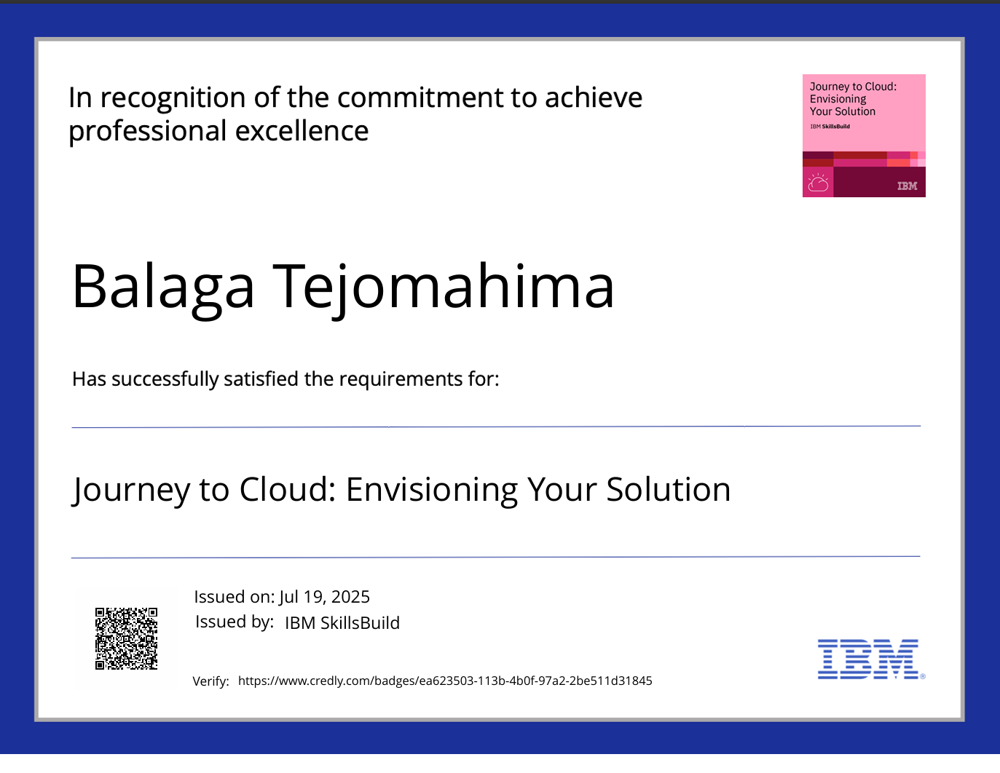 In recognition of the commitment to achieve
professional excellence
Journey to Cloud:
Envisioning
Your Solution
IBM SkillsBuild
IBM
Balaga Tejomahima
Has successfully satisfied the requirements for:
Journey to Cloud: Envisioning Your Solution
Issued on: Jul 19, 2025
Issued by: IBM SkillsBuild
Verify: https://www.credly.com/badges/ea623503-113b-4b0f-97a2-2be511d31845
IBM®